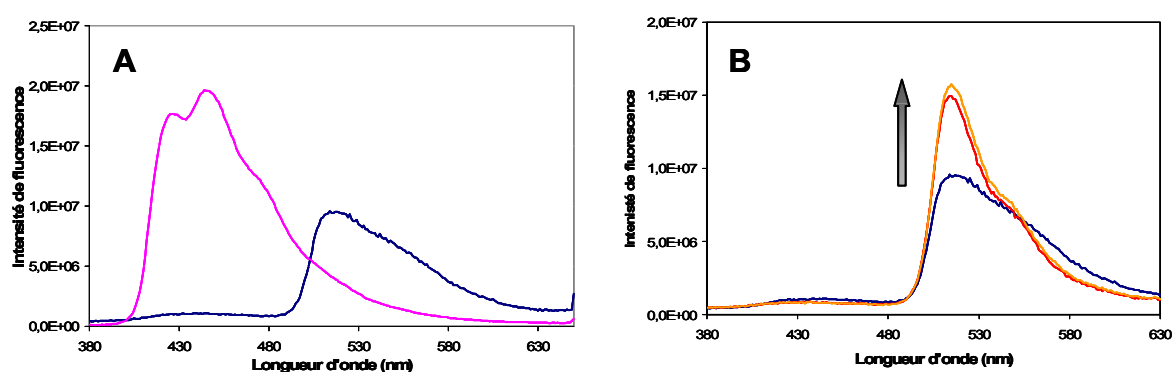 A
2,5E+07
2,0E+07
1,5E+07
1,0E+07
5,0E+06
0,0E+00
380 430 480 530 580 630
Intensité de fluorescence
Longueur d'onde (nm)
B
2,0E+07
1,5E+07
1,0E+07
5,0E+06
0,0E+00
380 430 480 530 580 630
Intenisté de fluorescence
Longueur d'onde (nm)